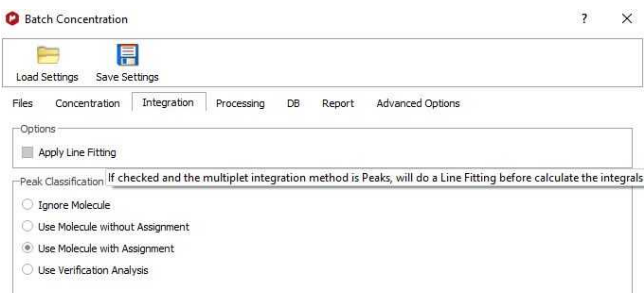 Batch Concentration
?
Load Settings Save Settings
Files Concentration Integration Processing DB Report Advanced Options
Options
Apply Line Fitting
If checked and the multiplet integration method is Peaks, will do a Line Fitting before calculate the integrals
Peak Classification
Ignore Molecule
Use Molecule without Assignment
Use Molecule with Assignment
Use Verification Analysis